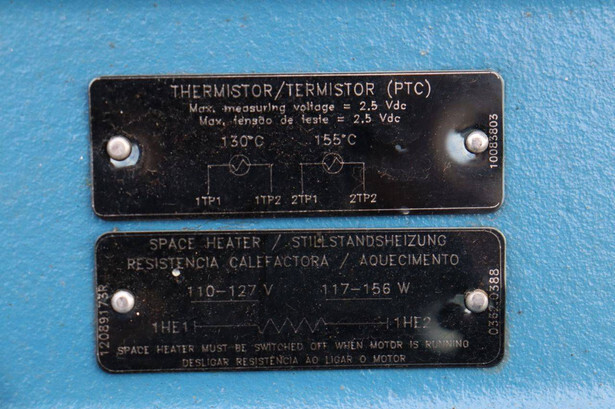 THERMISTOR/TERMISTOR (PTC)
Max. measuring voltage = 2.5 Vdc
Max. tensão de teste = 2.5 Vdc
130°C 155°C
1TP1 1TP2 2TP1 2TP2
10083803
SPACE HEATER / STILLSTANDSHEIZUNG
RESISTENCIA CALEFACTORA / AQUECIMENTO
110-127 V 117-156 W
1HE1 1HE2
SPACE HEATER MUST BE SWITCHED OFF WHEN MOTOR IS RUNNING
DESLIGAR RESISTÊNCIA AO LIGAR O MOTOR
12089173R
0362.0388